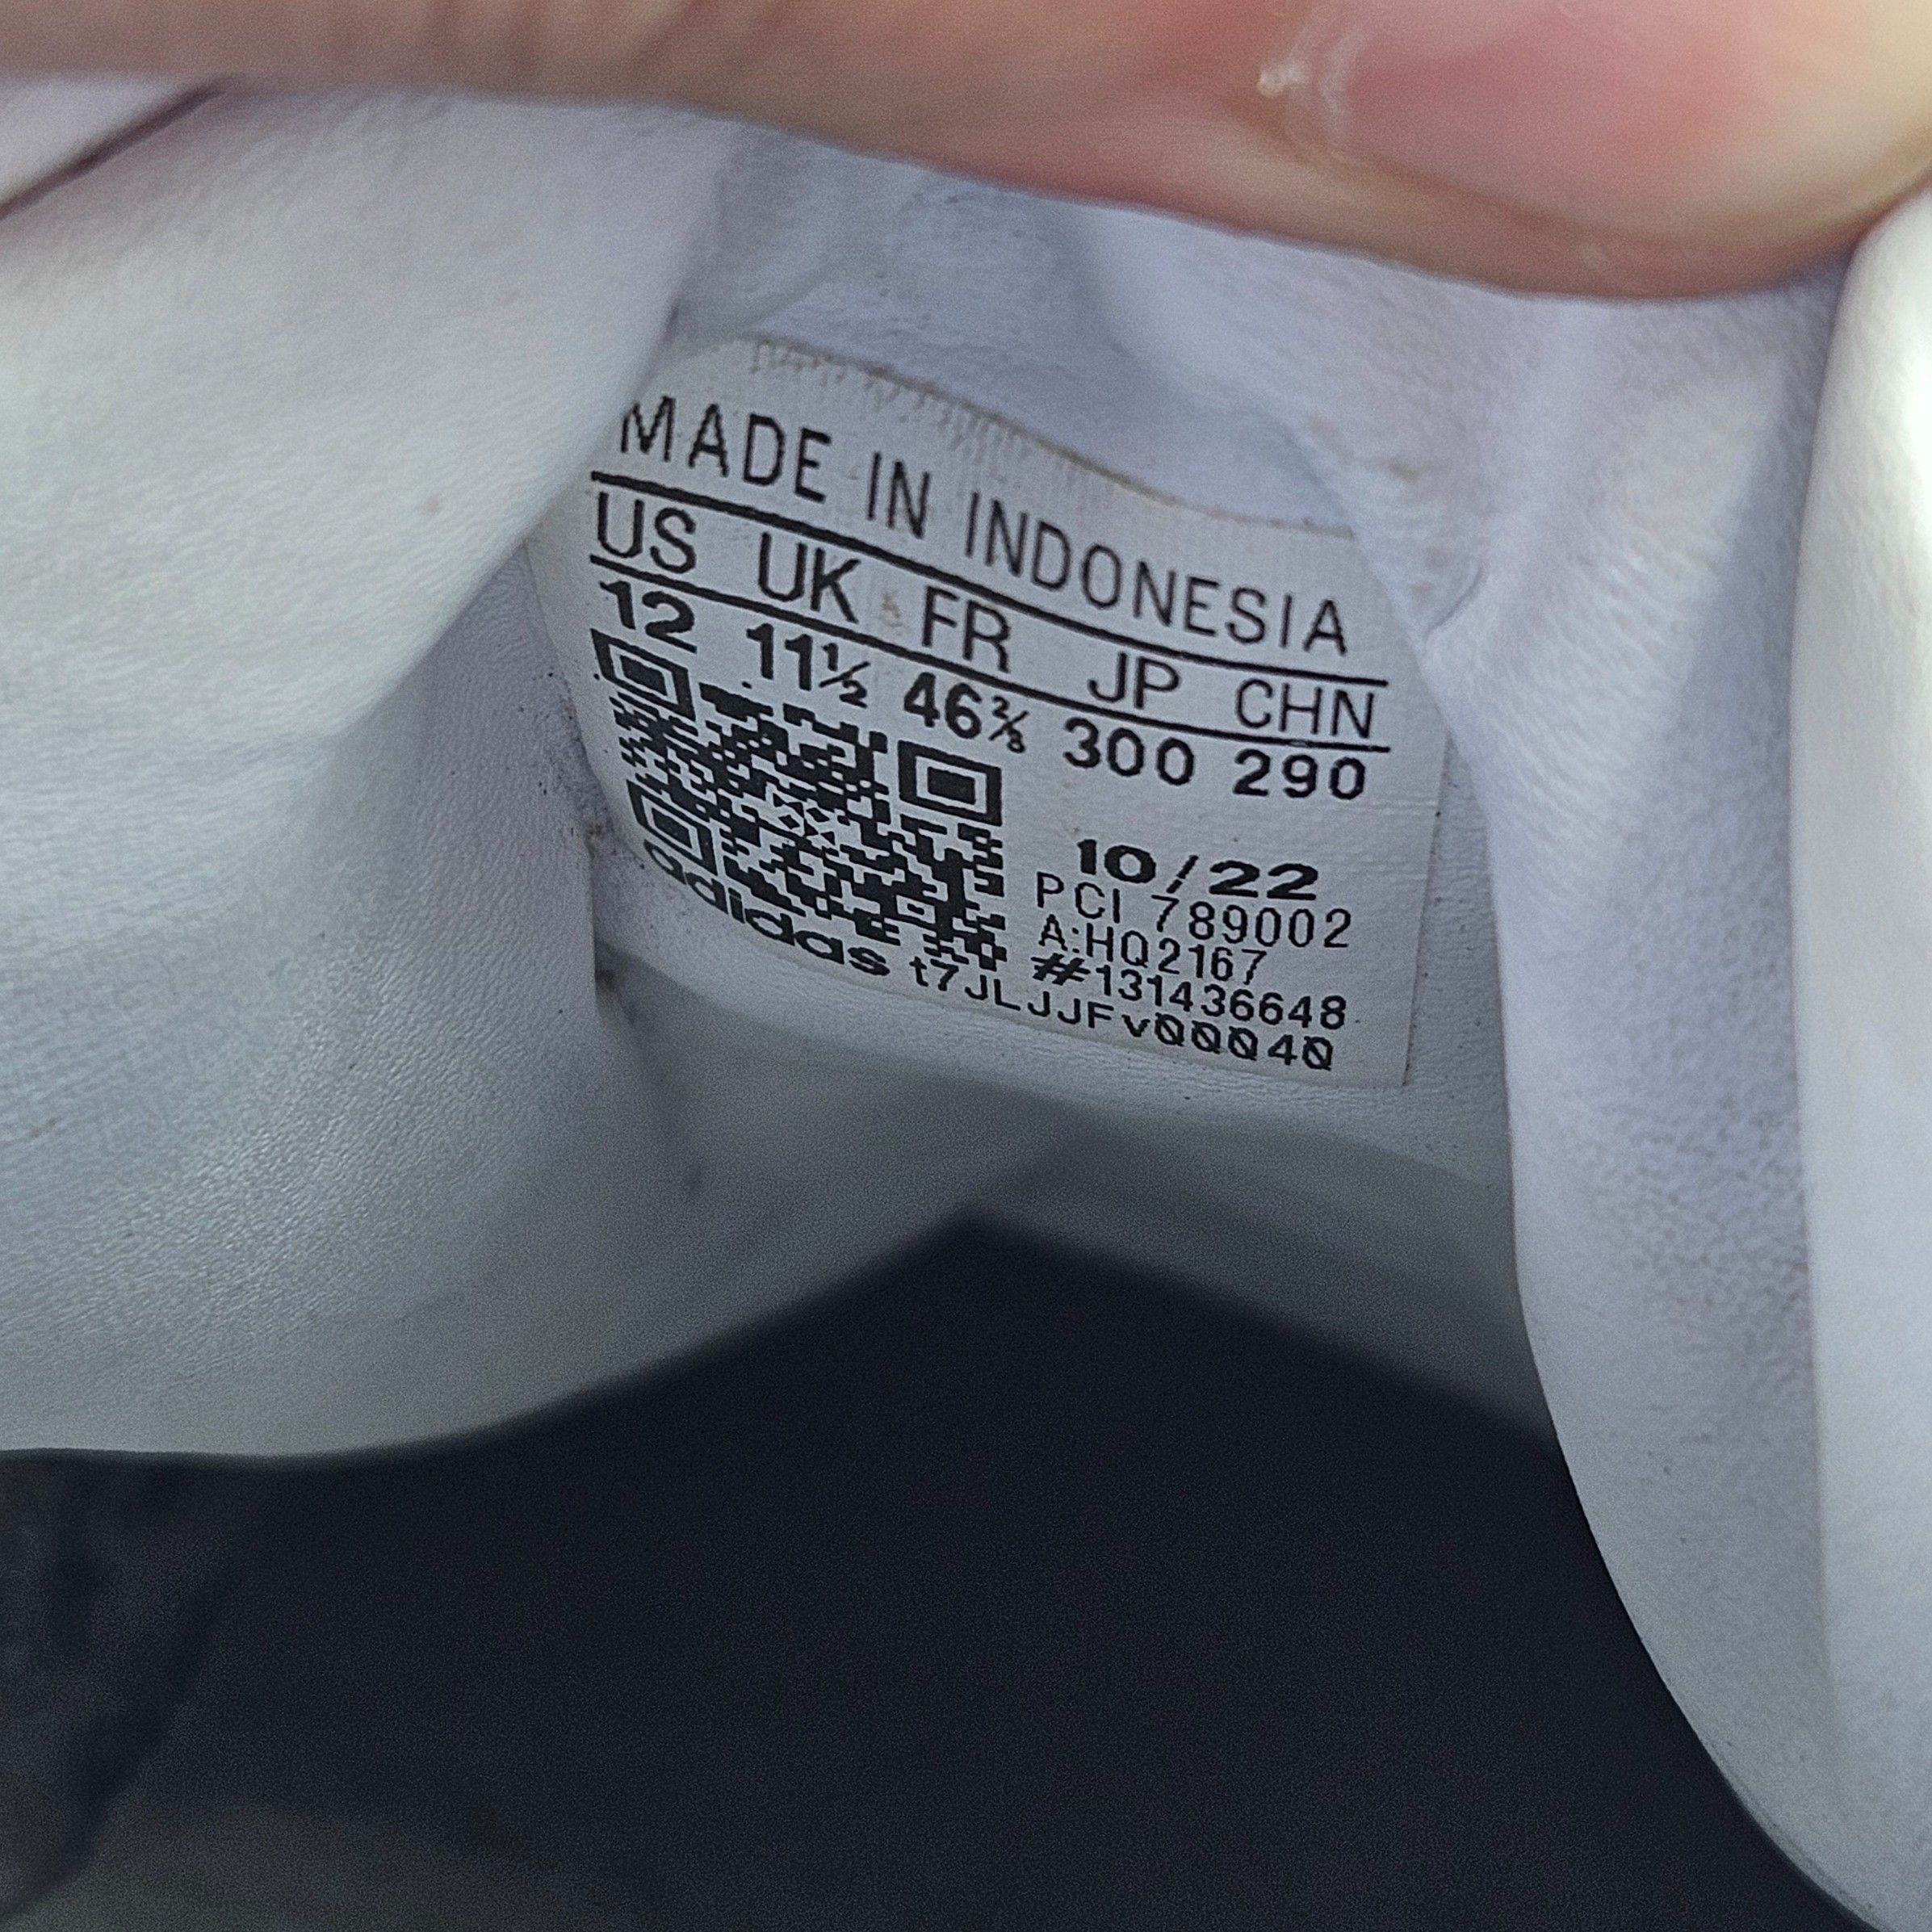 MADE IN INDONESIA
US UK FR JP CHN
12 11½ 46⅔ 300 290
10/22
PCI 789002
A:HQ2167
#131436648
adidas t7JLJJFv00040